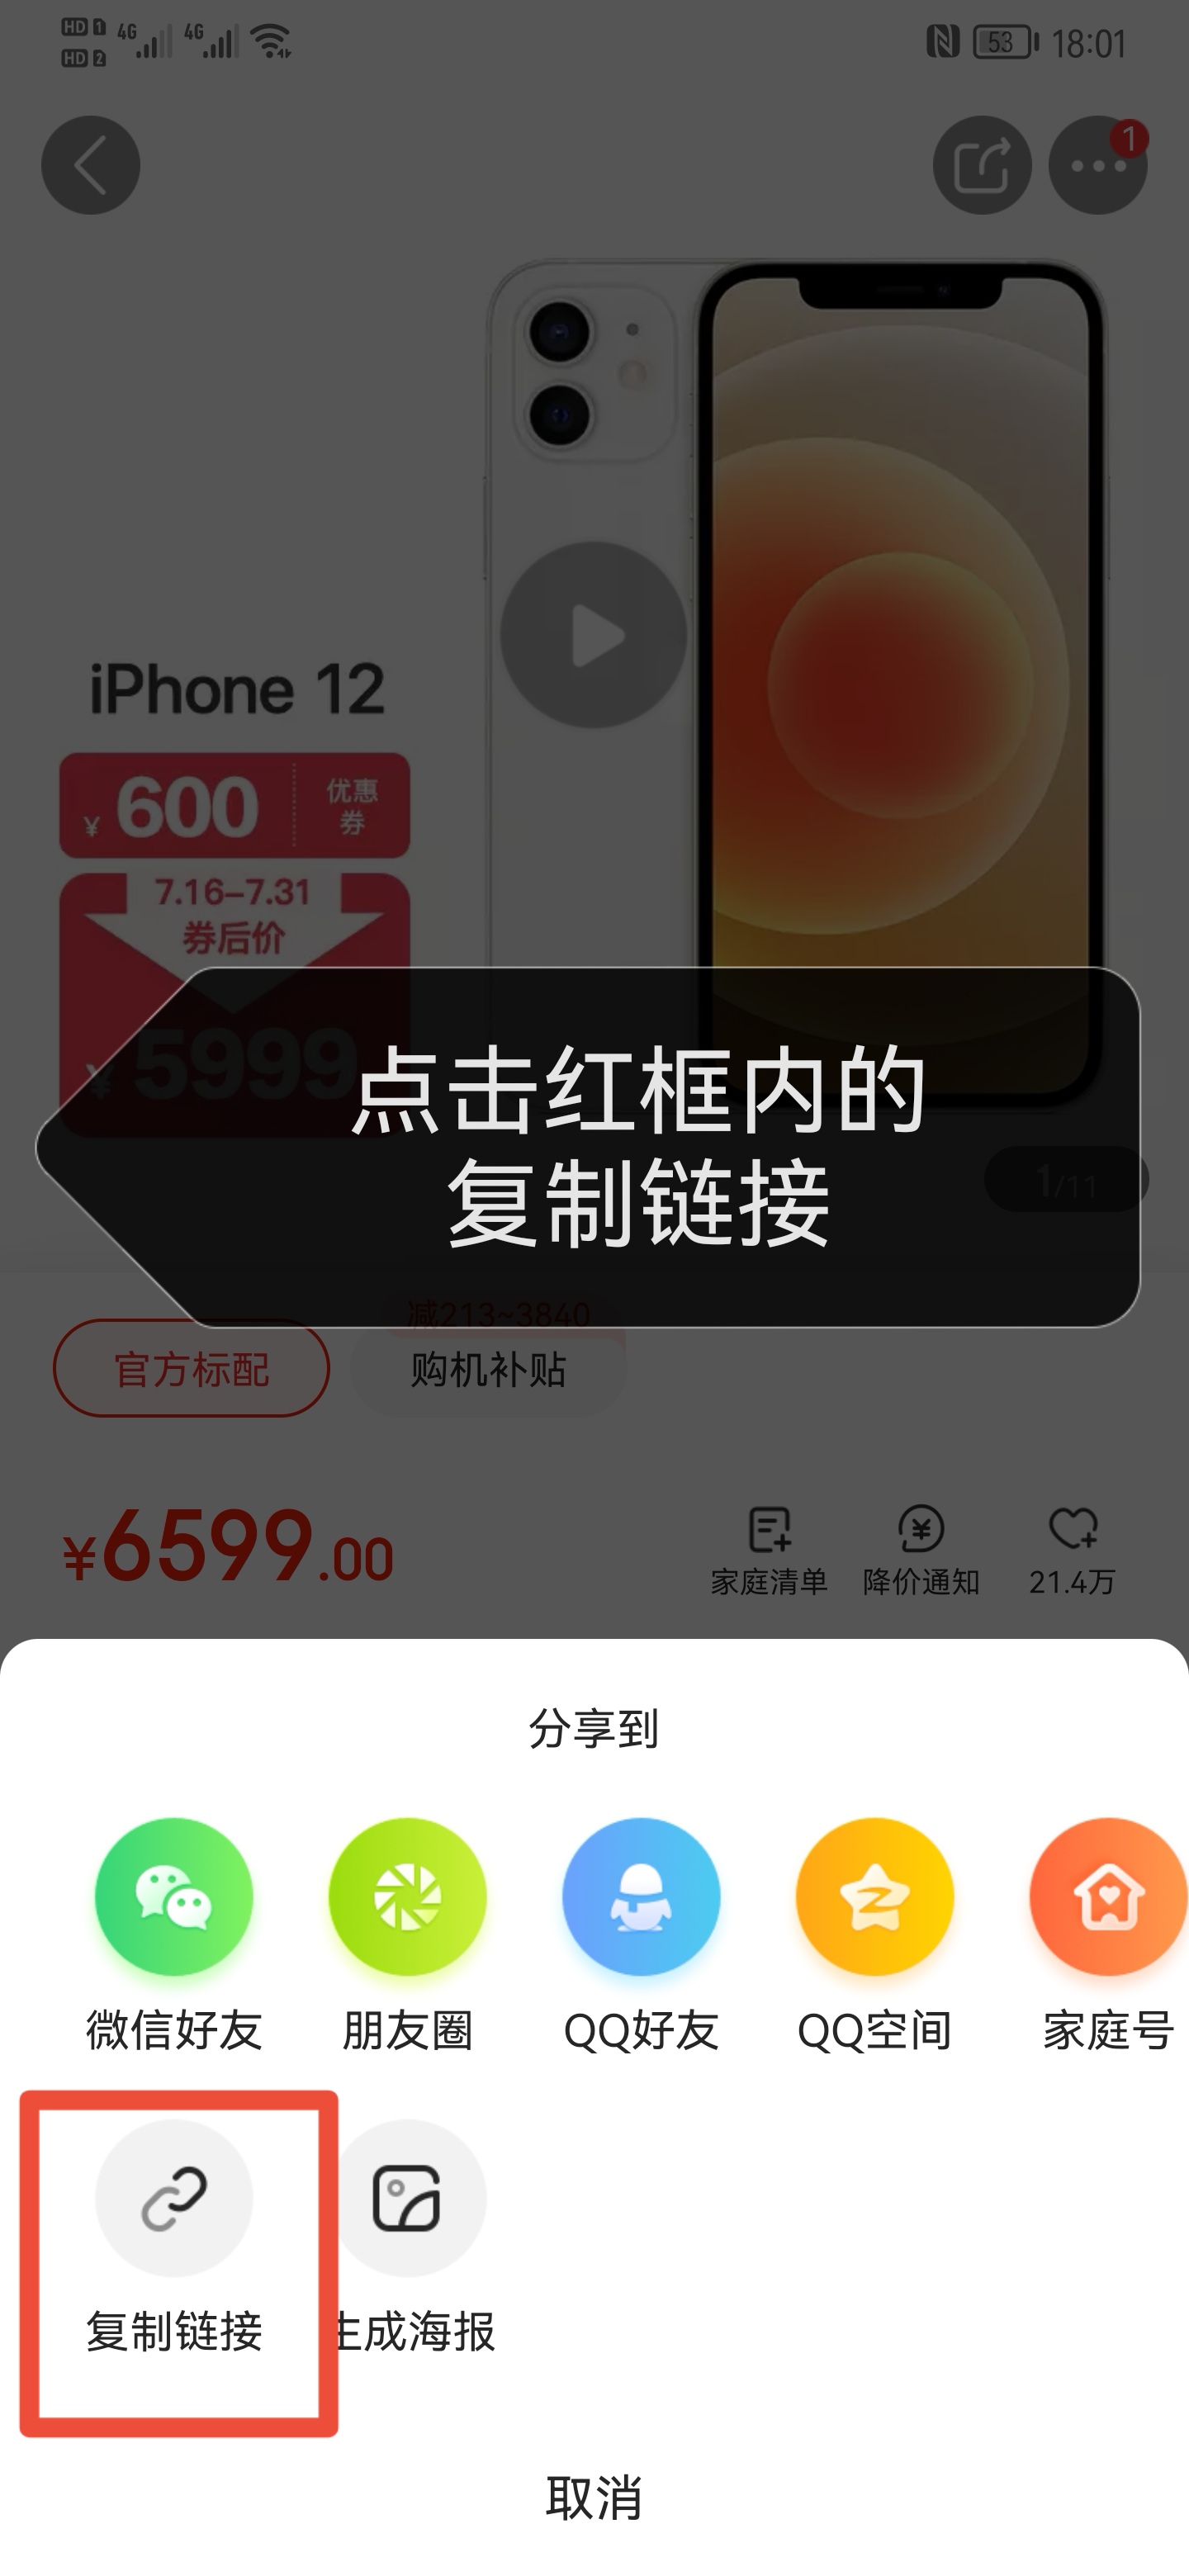 HD 1 4G 4G
HD 2
53 18:01
1
iPhone 12
¥ 600 优惠券
7.16-7.31
券后价
¥ 5999
点击红框内的
复制链接
1/11
减213~3840
官方标配 购机补贴
¥6599.00
家庭清单 降价通知 21.4万
分享到
微信好友 朋友圈 QQ好友 QQ空间 家庭号
复制链接 生成海报
取消